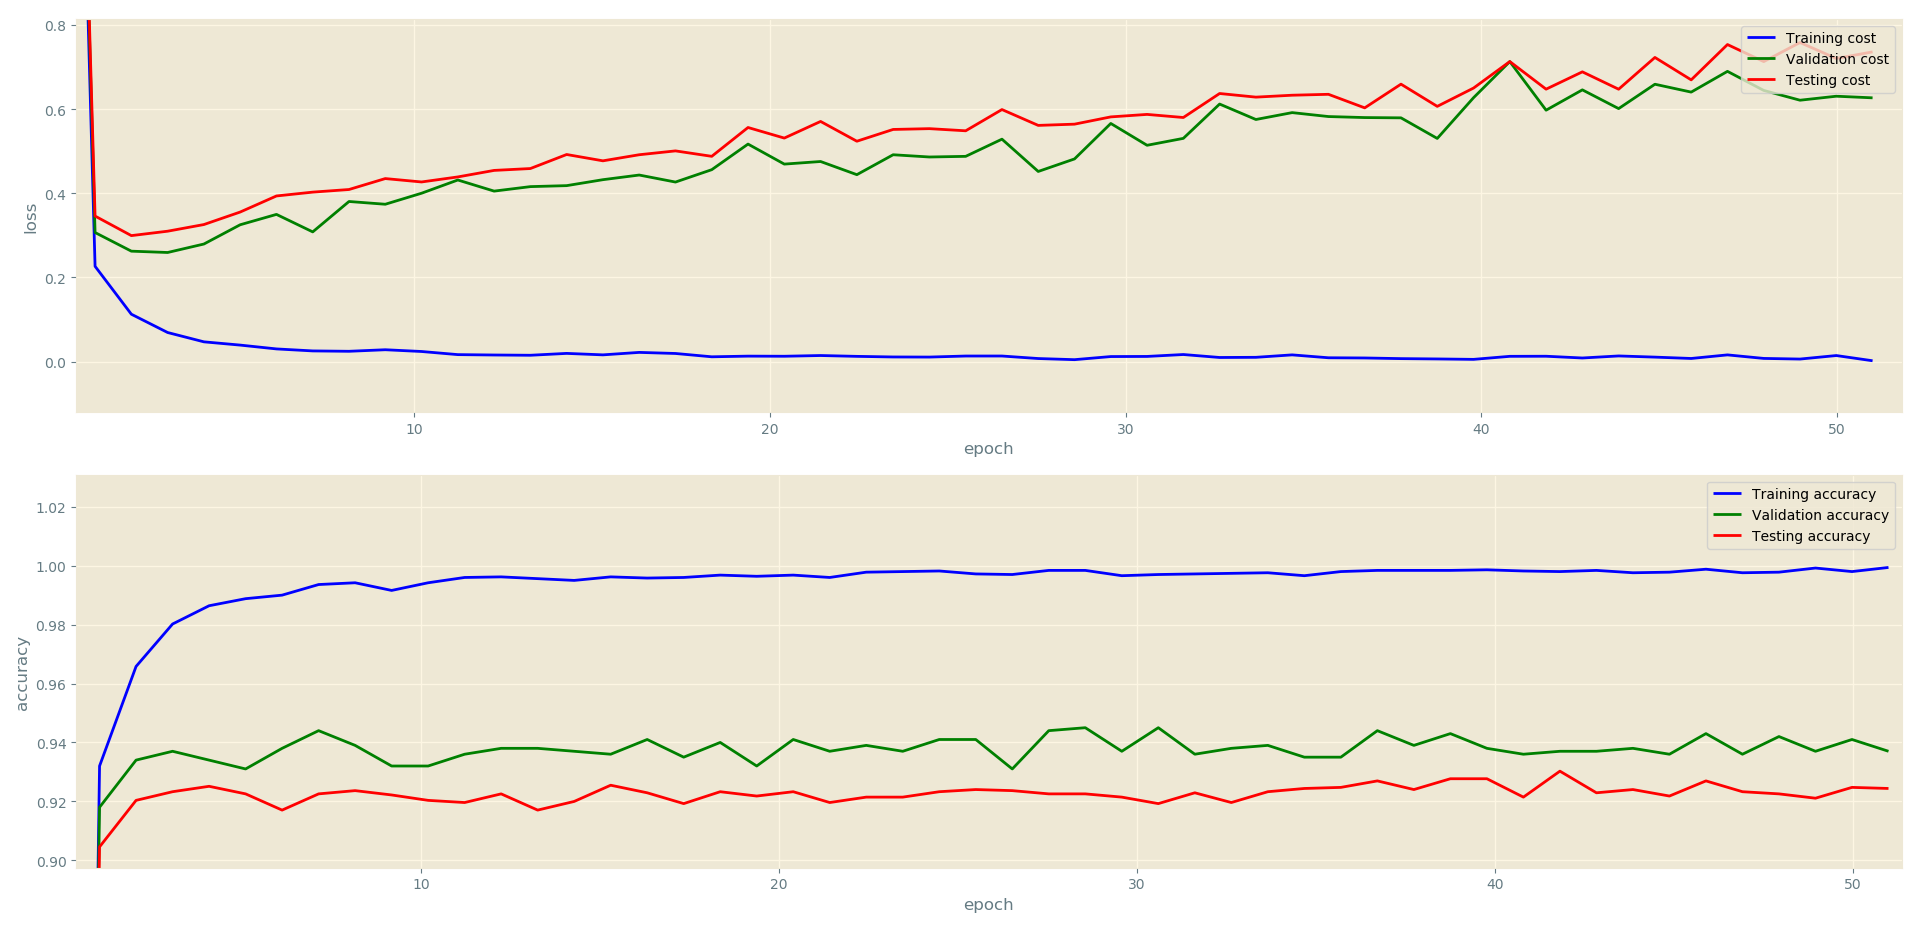 0.8
0.6
0.4
0.2
0.0
loss
Training cost
Validation cost
Testing cost
10 20 30 40 50
epoch
1.02
1.00
0.98
0.96
0.94
0.92
0.90
accuracy
Training accuracy
Validation accuracy
Testing accuracy
10 20 30 40 50
epoch